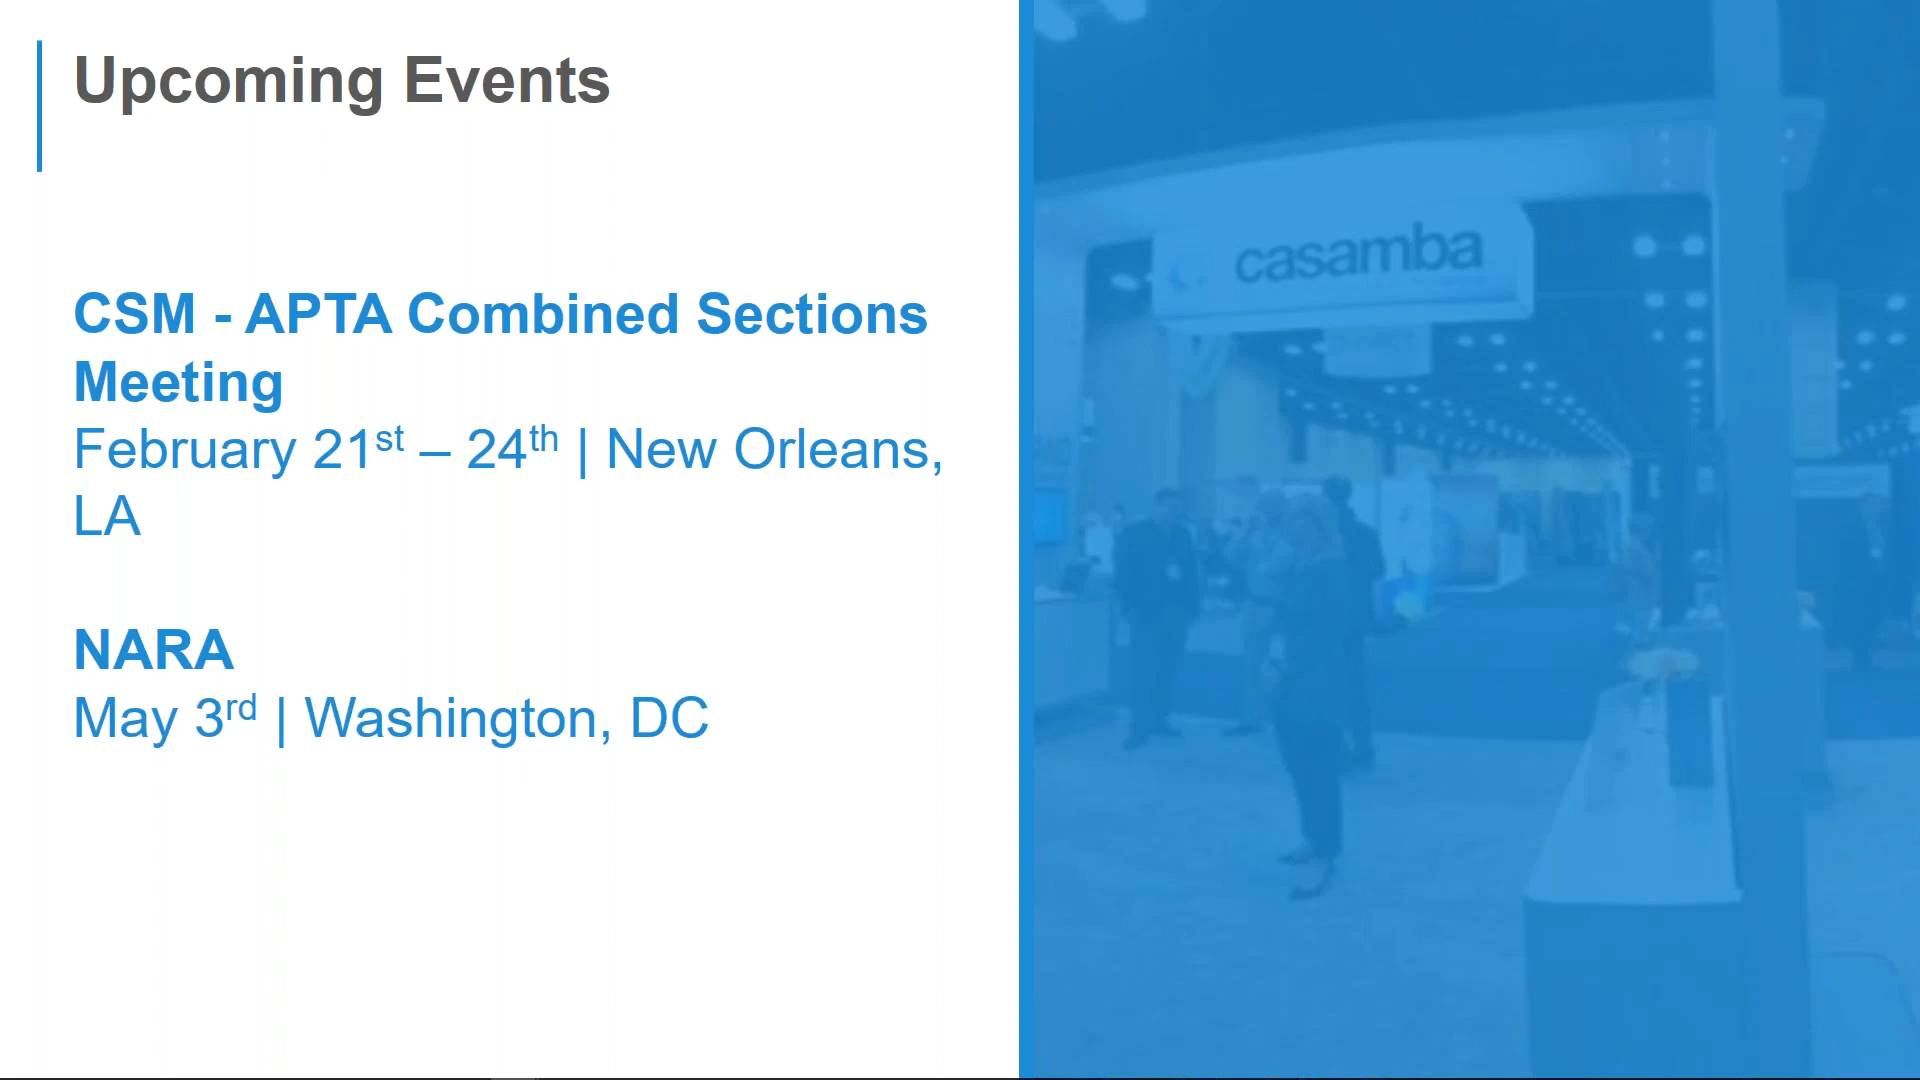 Upcoming Events
CSM - APTA Combined Sections
Meeting
February 21st – 24th | New Orleans,
LA
NARA
May 3rd | Washington, DC
casamba